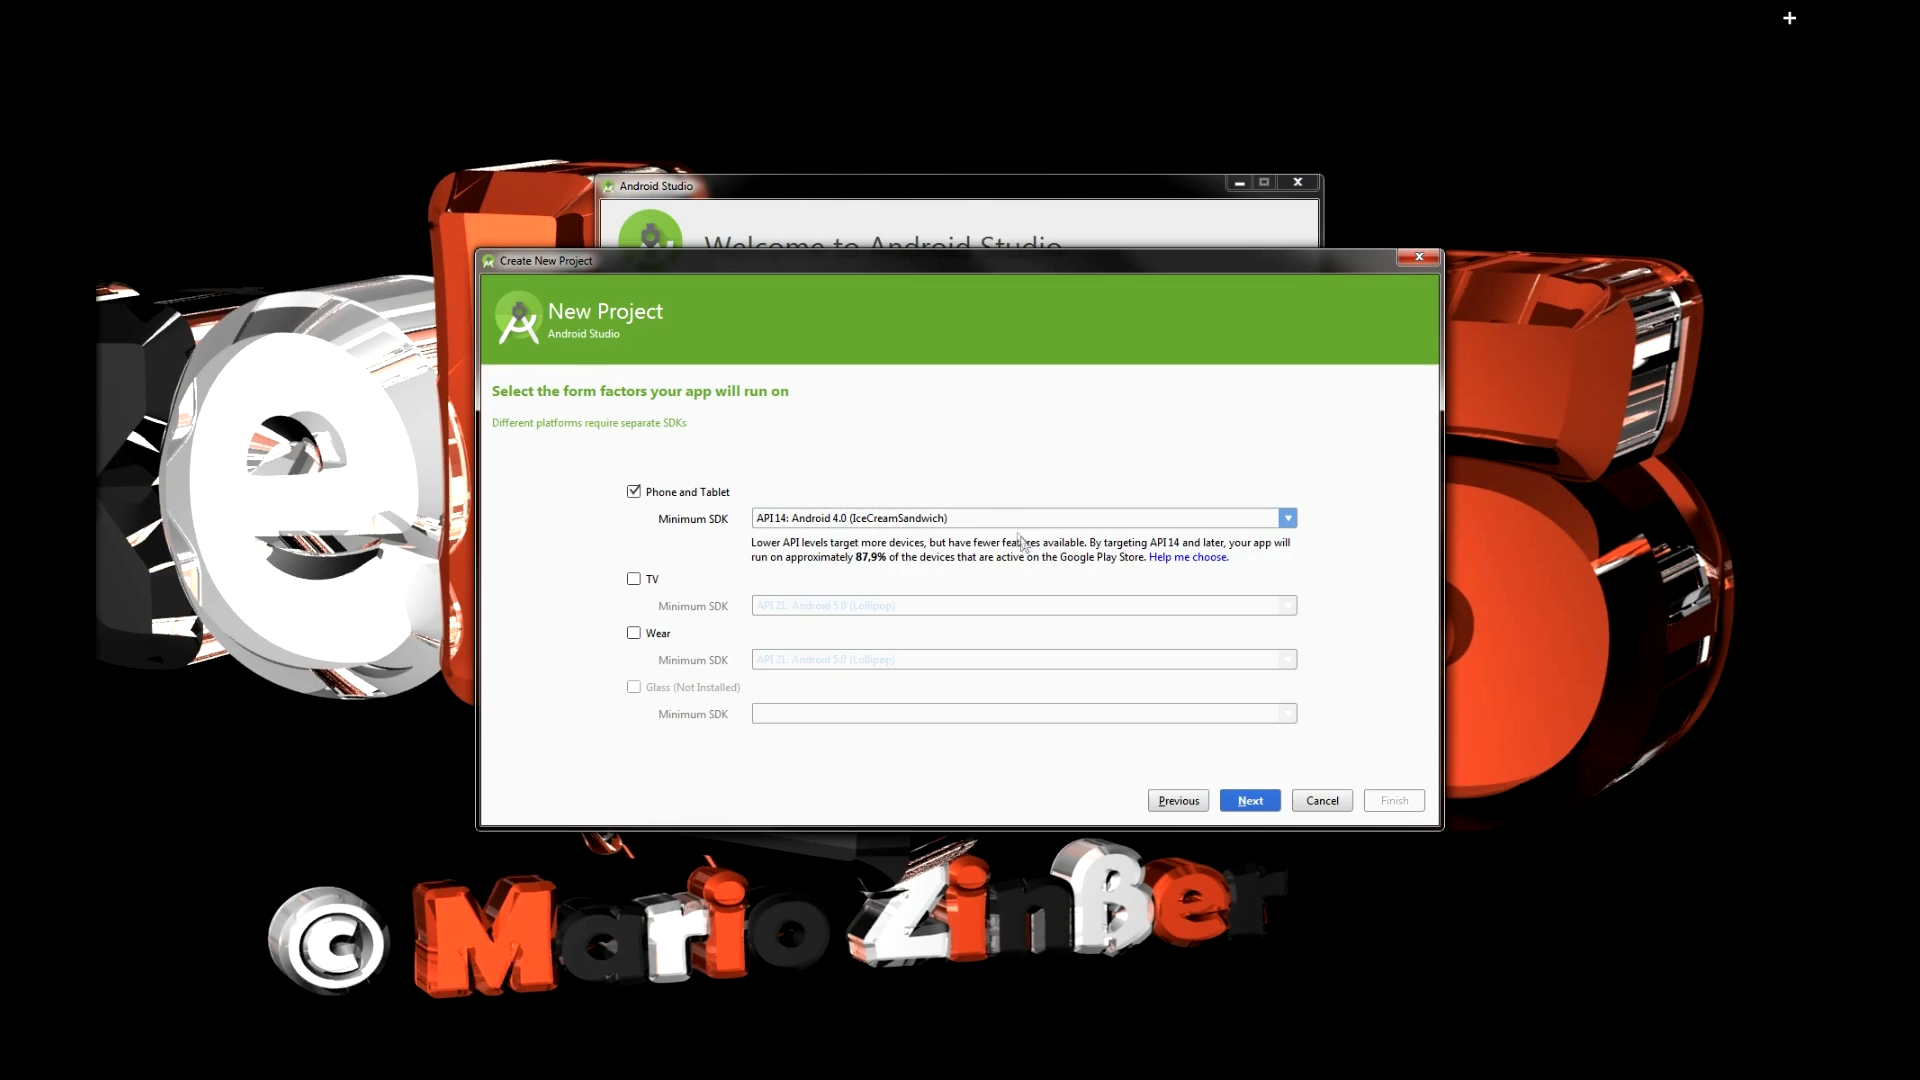 Android Studio
Welcome to Android Studio
Create New Project
New Project
Android Studio
Select the form factors your app will run on
Different platforms require separate SDKs
Phone and Tablet
Minimum SDK
API 14: Android 4.0 (IceCreamSandwich)
Lower API levels target more devices, but have fewer features available. By targeting API 14 and later, your app will
run on approximately 87,9% of the devices that are active on the Google Play Store. Help me choose.
TV
Minimum SDK
API 21: Android 5.0 (Lollipop)
Wear
Minimum SDK
API 21: Android 5.0 (Lollipop)
Glass (Not Installed)
Minimum SDK
Previous
Next
Cancel
Finish
© Mario Zinßer